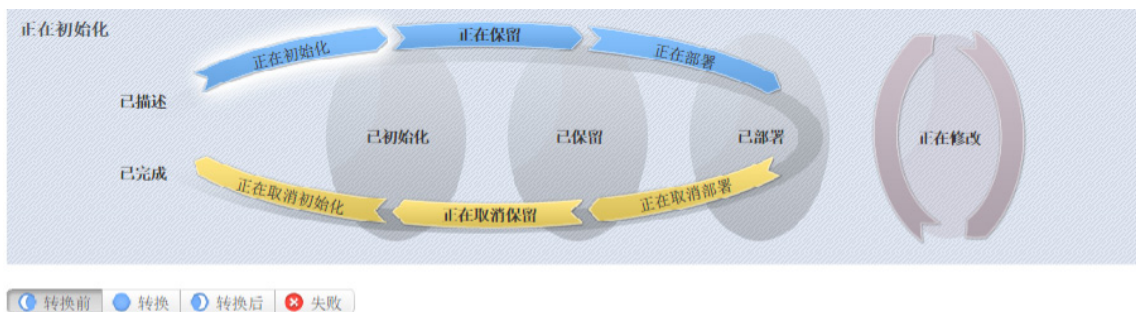 正在初始化
正在初始化
正在保留
正在部署
已描述
已初始化
已保留
已部署
正在修改
已完成
正在取消初始化
正在取消保留
正在取消部署
转换前
转换
转换后
失败